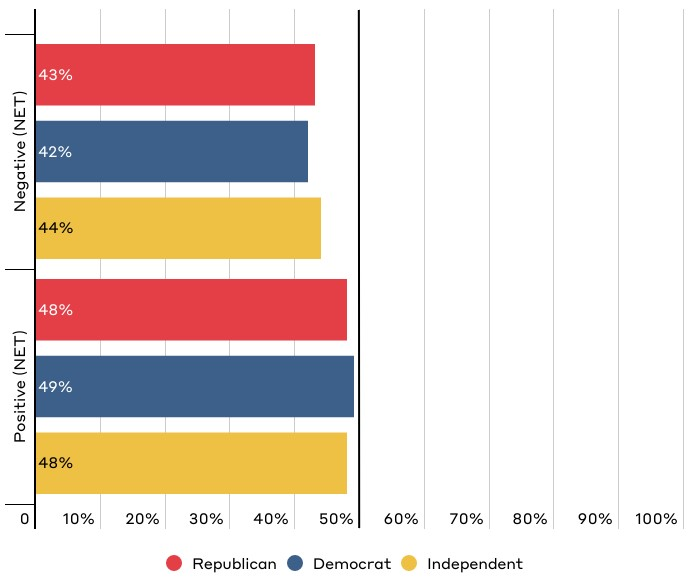 Negative (NET)
43%
42%
44%
Positive (NET)
48%
49%
48%
0 10% 20% 30% 40% 50% 60% 70% 80% 90% 100%
Republican Democrat Independent